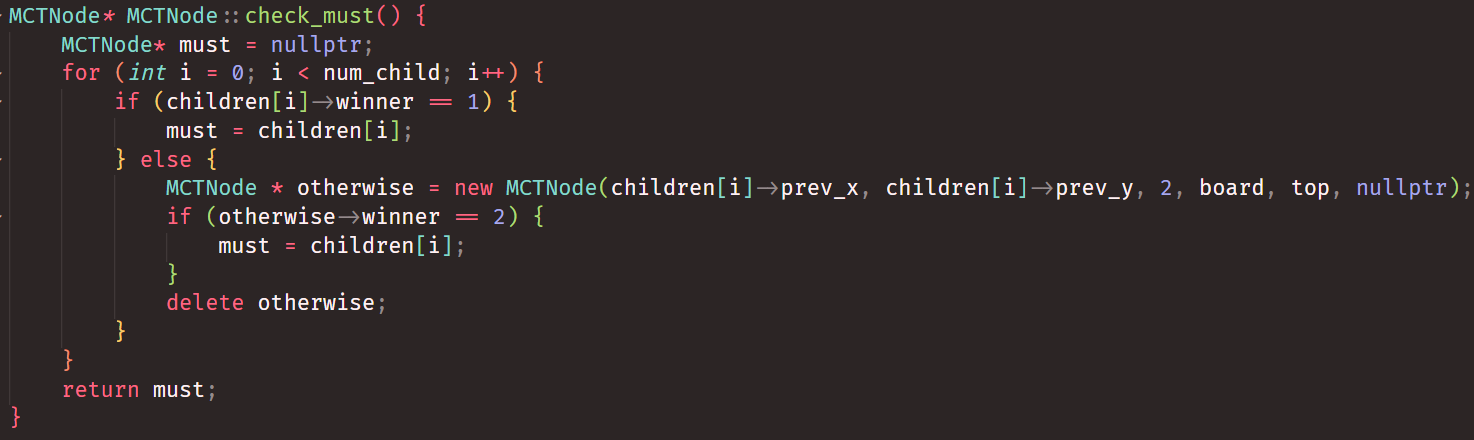 MCTNode* MCTNode::check_must() {
    MCTNode* must = nullptr;
    for (int i = 0; i < num_child; i++) {
        if (children[i]->winner == 1) {
            must = children[i];
        } else {
            MCTNode * otherwise = new MCTNode(children[i]->prev_x, children[i]->prev_y, 2, board, top, nullptr);
            if (otherwise->winner == 2) {
                must = children[i];
            }
            delete otherwise;
        }
    }
    return must;
}